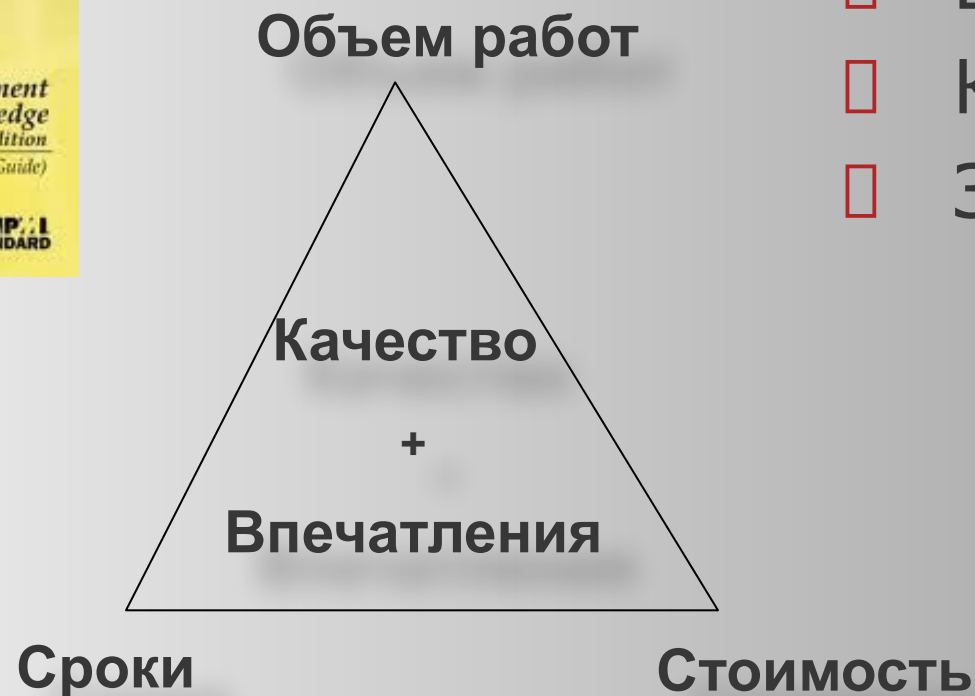 Объем работ
Качество
+
Впечатления
Сроки
Стоимость